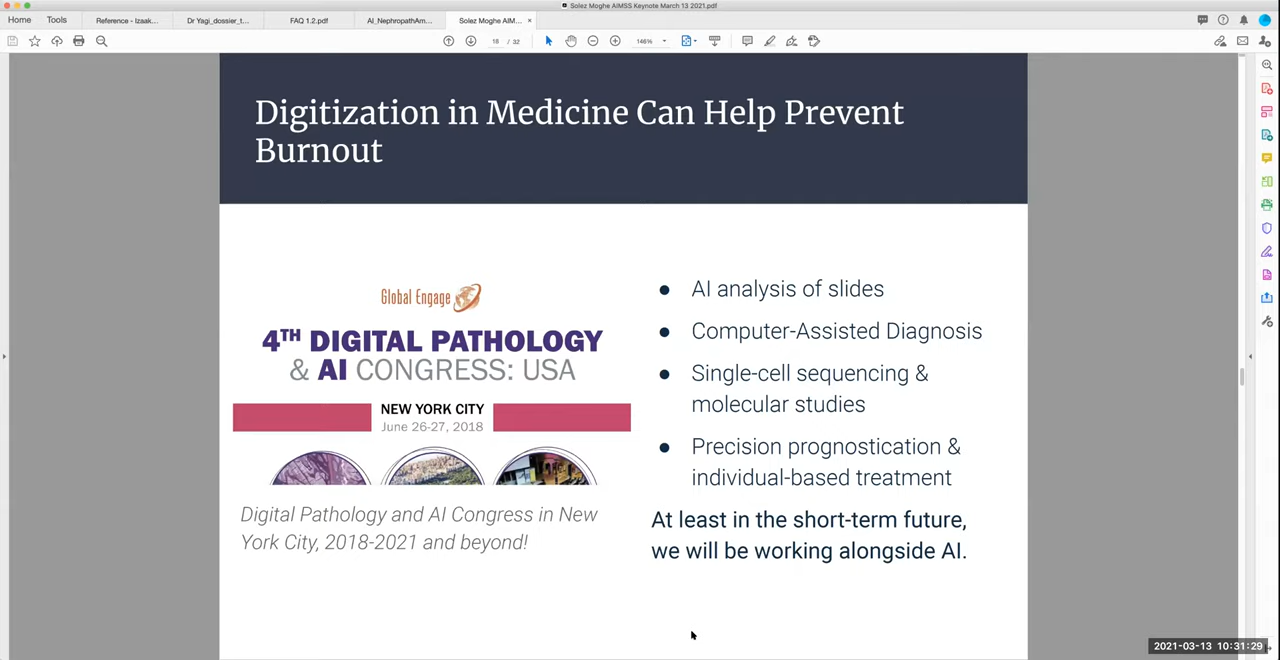 Solez Moghe AIMSS Keynote March 13 2021.pdf
Home
Tools
Reference - Izaak...
Dr Yagi_dossier_t...
FAQ 1.2.pdf
AI_NephropathAm...
Solez Moghe AIM...
18 / 32
146%
Digitization in Medicine Can Help Prevent
Burnout
Global Engage
4TH DIGITAL PATHOLOGY
& AI CONGRESS: USA
NEW YORK CITY
June 26-27, 2018
Digital Pathology and AI Congress in New
York City, 2018-2021 and beyond!
● AI analysis of slides
● Computer-Assisted Diagnosis
● Single-cell sequencing &
molecular studies
● Precision prognostication &
individual-based treatment
At least in the short-term future,
we will be working alongside AI.
2021-03-13 10:31:29